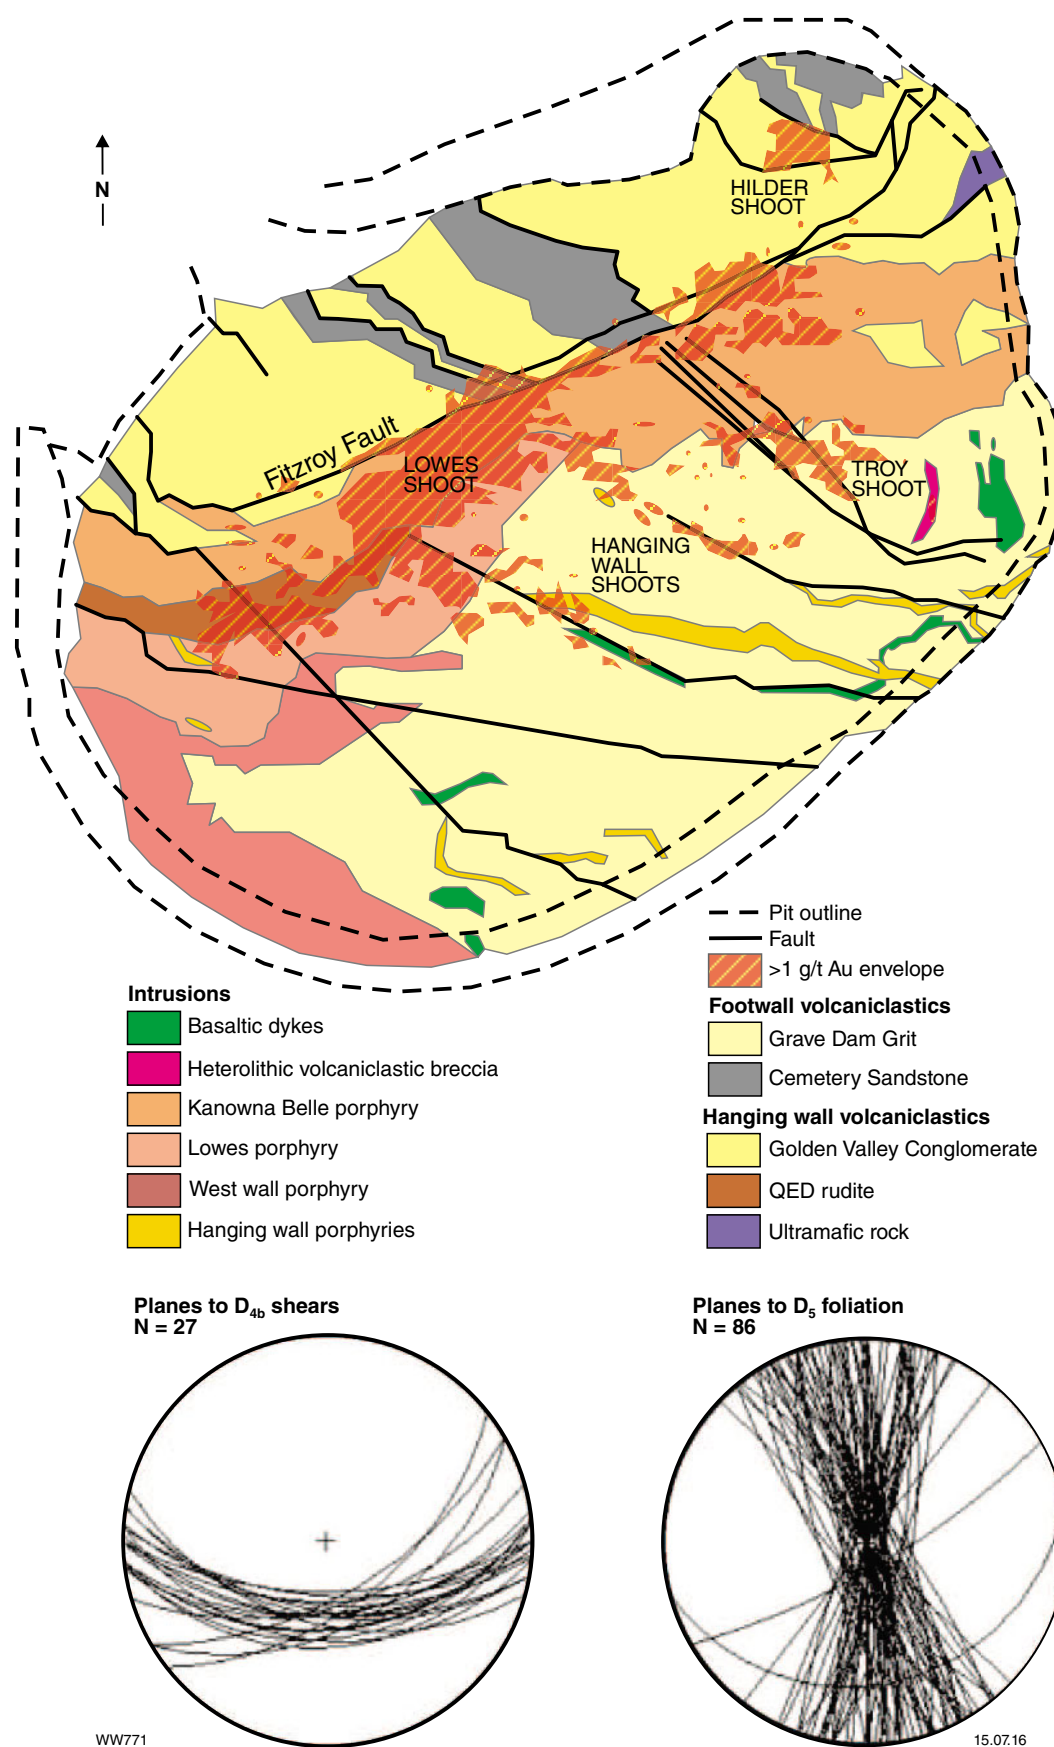 N
HILDER
SHOOT
Fitzroy Fault
LOWES
SHOOT
TROY
SHOOT
HANGING
WALL
SHOOTS
Pit outline
Fault
>1 g/t Au envelope
Intrusions
Basaltic dykes
Heterolithic volcaniclastic breccia
Kanowna Belle porphyry
Lowes porphyry
West wall porphyry
Hanging wall porphyries
Footwall volcaniclastics
Grave Dam Grit
Cemetery Sandstone
Hanging wall volcaniclastics
Golden Valley Conglomerate
QED rudite
Ultramafic rock
Planes to D4b shears
N = 27
Planes to D5 foliation
N = 86
WW771
15.07.16